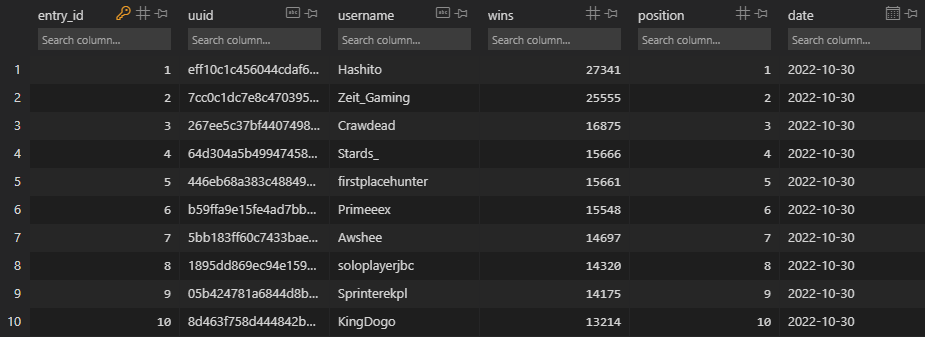 entry_id uuid username wins position date
Search column... Search column... Search column... Search column... Search column... Search column...
1 1 eff10c1c456044cdaf6... Hashito 27341 1 2022-10-30
2 2 7cc0c1dc7e8c470395... Zeit_Gaming 25555 2 2022-10-30
3 3 267ee5c37bf4407498... Crawdead 16875 3 2022-10-30
4 4 64d304a5b49947458... Stards_ 15666 4 2022-10-30
5 5 446eb68a383c48849... firstplacehunter 15661 5 2022-10-30
6 6 b59ffa9e15fe4ad7bb... Primeeex 15548 6 2022-10-30
7 7 5bb183ff60c7433bae... Awshee 14697 7 2022-10-30
8 8 1895dd869ec94e159... soloplayerjbc 14320 8 2022-10-30
9 9 05b424781a6844d8b... Sprinterekpl 14175 9 2022-10-30
10 10 8d463f758d444842b... KingDogo 13214 10 2022-10-30